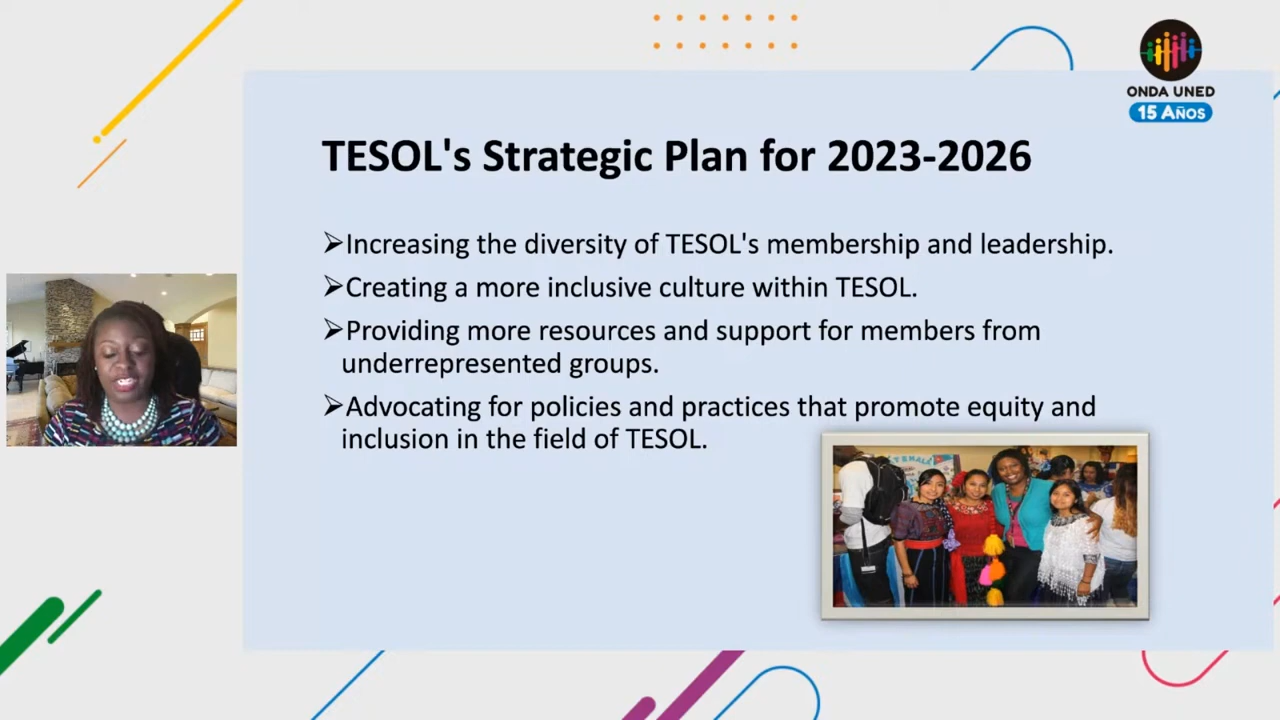 ONDA UNED
15 AÑOS
TESOL's Strategic Plan for 2023-2026
➢Increasing the diversity of TESOL's membership and leadership.
➢Creating a more inclusive culture within TESOL.
➢Providing more resources and support for members from
underrepresented groups.
➢Advocating for policies and practices that promote equity and
inclusion in the field of TESOL.